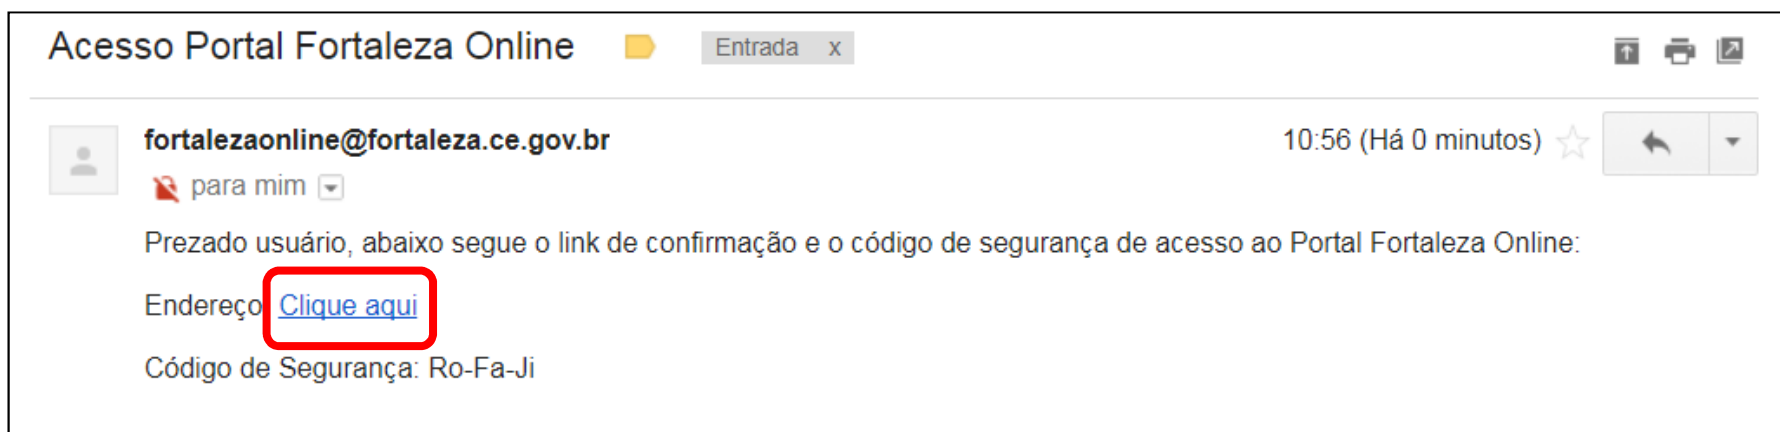 Acesso Portal Fortaleza Online Entrada x
fortalezaonline@fortaleza.ce.gov.br 10:56 (Há 0 minutos)
para mim
Prezado usuário, abaixo segue o link de confirmação e o código de segurança de acesso ao Portal Fortaleza Online:
Endereço: Clique aqui
Código de Segurança: Ro-Fa-Ji